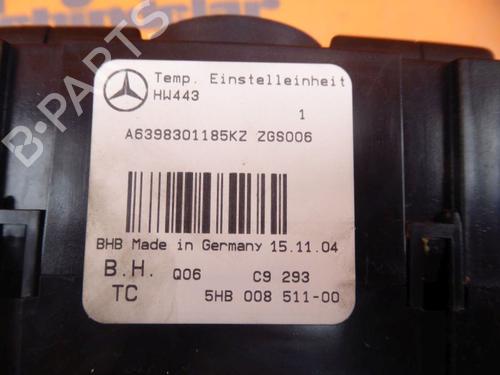 Temp. Einstelleinheit
HW443
1
A6398301185KZ ZGS006
BHB Made in Germany 15.11.04
B.H. Q06 C9 293
TC 5HB 008 511-00